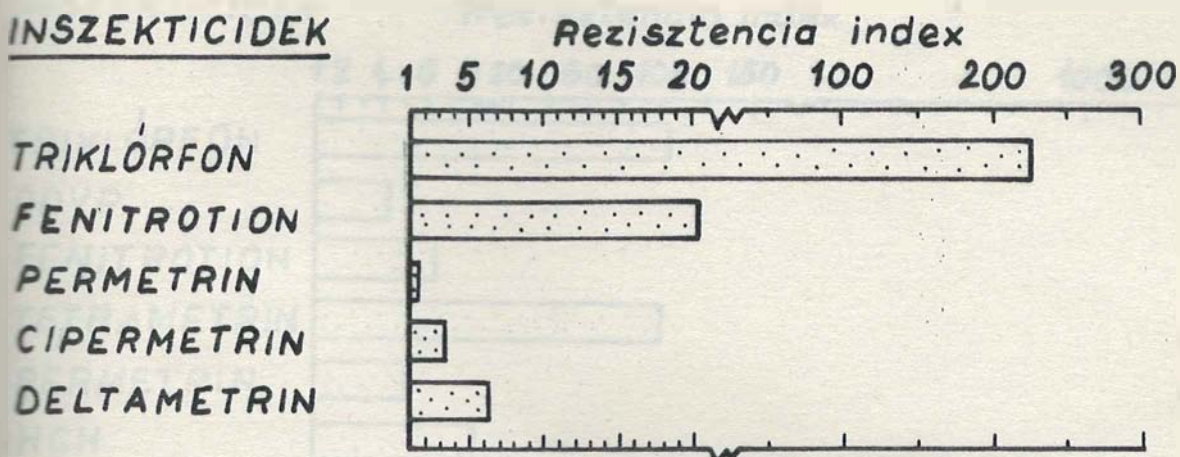 INSZEKTICIDEK
Rezisztencia index
1 5 10 15 20 100 200 300
TRIKLÓRFON
FENITROTION
PERMETRIN
CIPERMETRIN
DELTAMETRIN